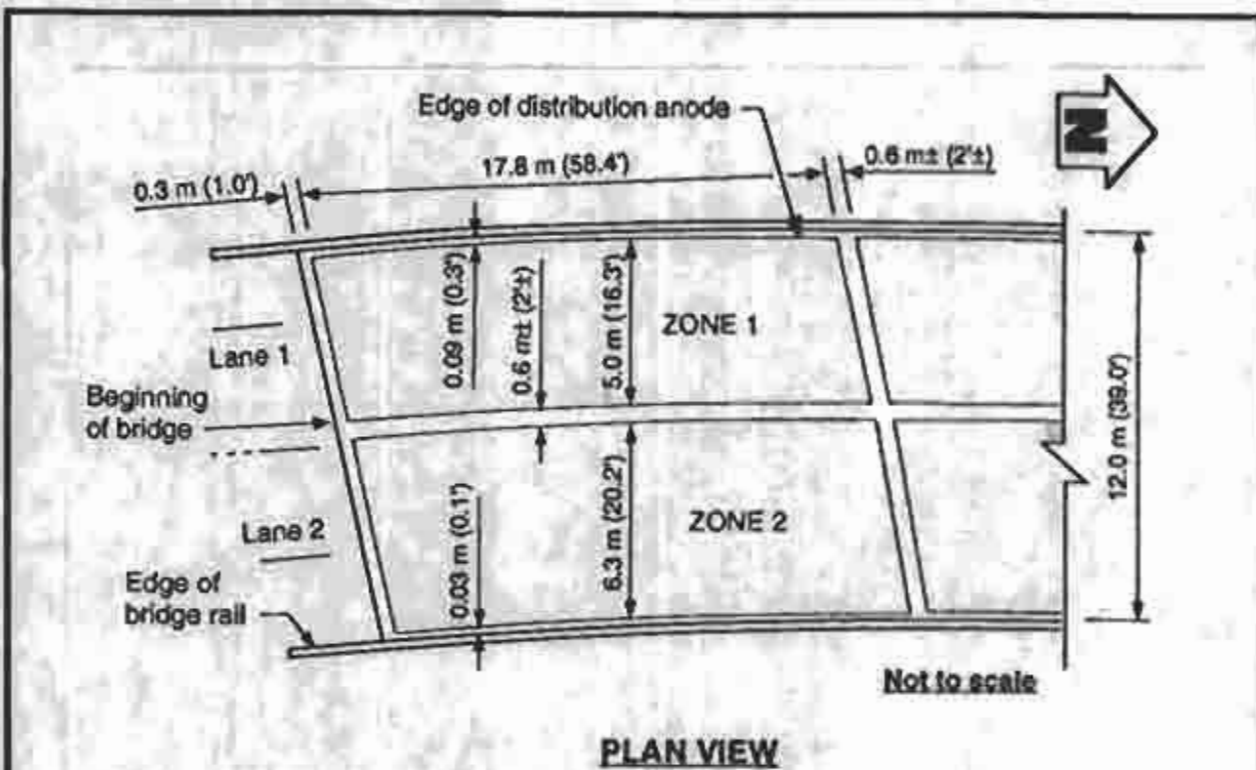 Edge of distribution anode
N
17.8 m (58.4')
0.6 m± (2'±)
0.3 m (1.0')
0.09 m (0.3')
0.6 m± (2'±)
5.0 m (16.3')
ZONE 1
Lane 1
Beginning
of bridge
12.0 m (39.0')
Lane 2
0.03 m (0.1')
6.3 m (20.2')
ZONE 2
Edge of
bridge rail
Not to scale
PLAN VIEW